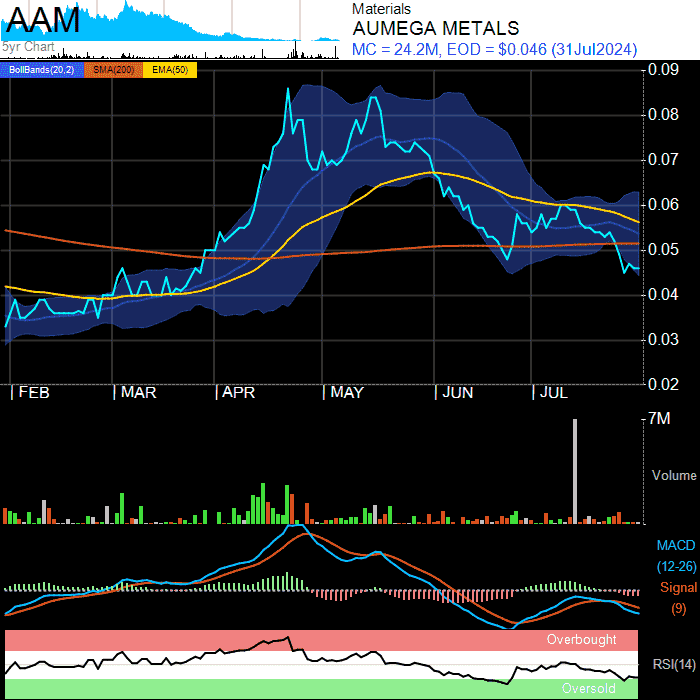 AAM
5yr Chart
Materials
AUMEGA METALS
MC = 24.2M, EOD = $0.046 (31Jul2024)
BollBands(20,2) SMA(200) EMA(50)
0.09
0.08
0.07
0.06
0.05
0.04
0.03
0.02
FEB MAR APR MAY JUN JUL
7M
Volume
MACD
(12-26)
Signal
(9)
Overbought
RSI(14)
Oversold